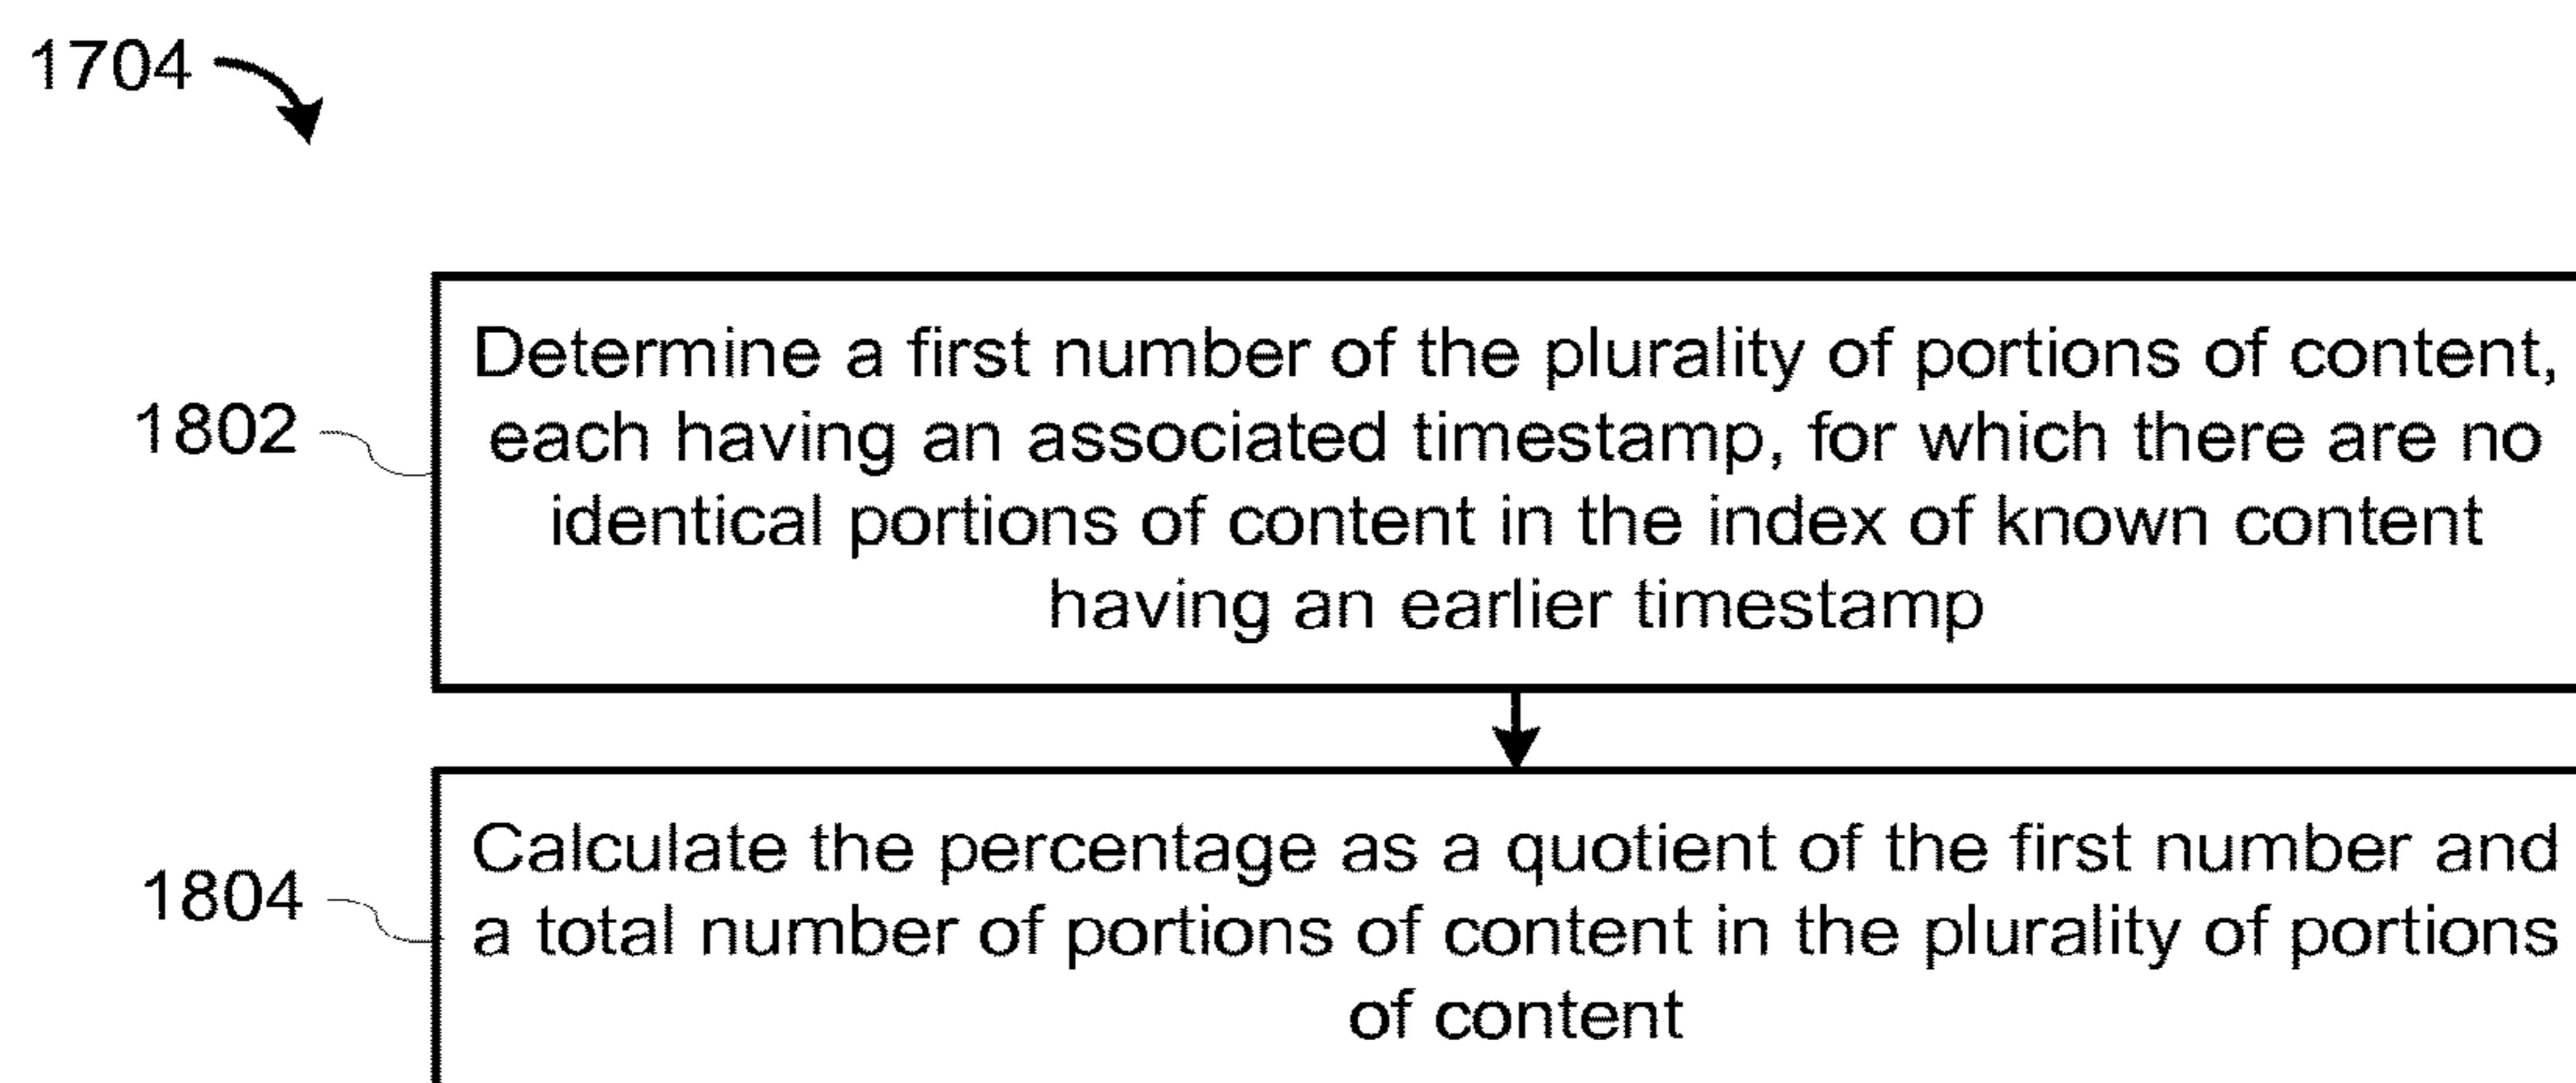 1704
1802
Determine a first number of the plurality of portions of content,
each having an associated timestamp, for which there are no
identical portions of content in the index of known content
having an earlier timestamp
1804
Calculate the percentage as a quotient of the first number and
a total number of portions of content in the plurality of portions
of content